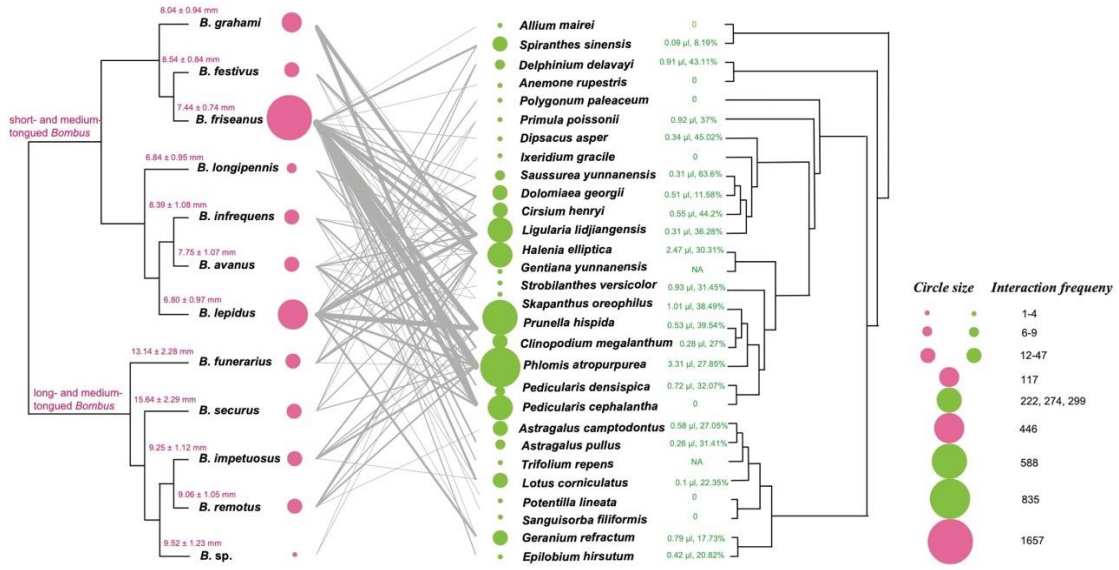 8.04 ± 0.94 mm
B. grahami
8.54 ± 0.84 mm
B. festivus
7.44 ± 0.74 mm
B. friseanus
short- and medium-
tongued Bombus
6.84 ± 0.95 mm
B. longipennis
8.39 ± 1.08 mm
B. infrequens
7.75 ± 1.07 mm
B. avanus
6.80 ± 0.97 mm
B. lepidus
13.14 ± 2.28 mm
B. funerarius
long- and medium-
tongued Bombus
15.64 ± 2.29 mm
B. securus
9.25 ± 1.12 mm
B. impetuosus
9.06 ± 1.05 mm
B. remotus
9.52 ± 1.23 mm
B. sp.
Allium mairei 0
Spiranthes sinensis 0.09 µl, 8.19%
Delphinium delavayi 0.91 µl, 43.11%
Anemone rupestris 0
Polygonum paleaceum 0
Primula poissonii 0.92 µl, 37%
Dipsacus asper 0.34 µl, 45.02%
Ixeridium gracile 0
Saussurea yunnanensis 0.31 µl, 63.6%
Dolomiaea georgii 0.51 µl, 11.58%
Cirsium henryi 0.55 µl, 44.2%
Ligularia lidjiangensis 0.31 µl, 36.28%
Halenia elliptica 2.47 µl, 30.31%
Gentiana yunnanensis NA
Strobilanthes versicolor 0.93 µl, 31.45%
Skapanthus oreophilus 1.01 µl, 38.49%
Prunella hispida 0.53 µl, 39.54%
Clinopodium megalanthum 0.28 µl, 27%
Phlomis atropurpurea 3.31 µl, 27.85%
Pedicularis densispica 0.72 µl, 32.07%
Pedicularis cephalantha 0
Astragalus camptodontus 0.58 µl, 27.05%
Astragalus pullus 0.26 µl, 31.41%
Trifolium repens NA
Lotus corniculatus 0.1 µl, 22.35%
Potentilla lineata 0
Sanguisorba filiformis 0
Geranium refractum 0.79 µl, 17.73%
Epilobium hirsutum 0.42 µl, 20.82%
Circle size Interaction frequeny
1-4
6-9
12-47
117
222, 274, 299
446
588
835
1657